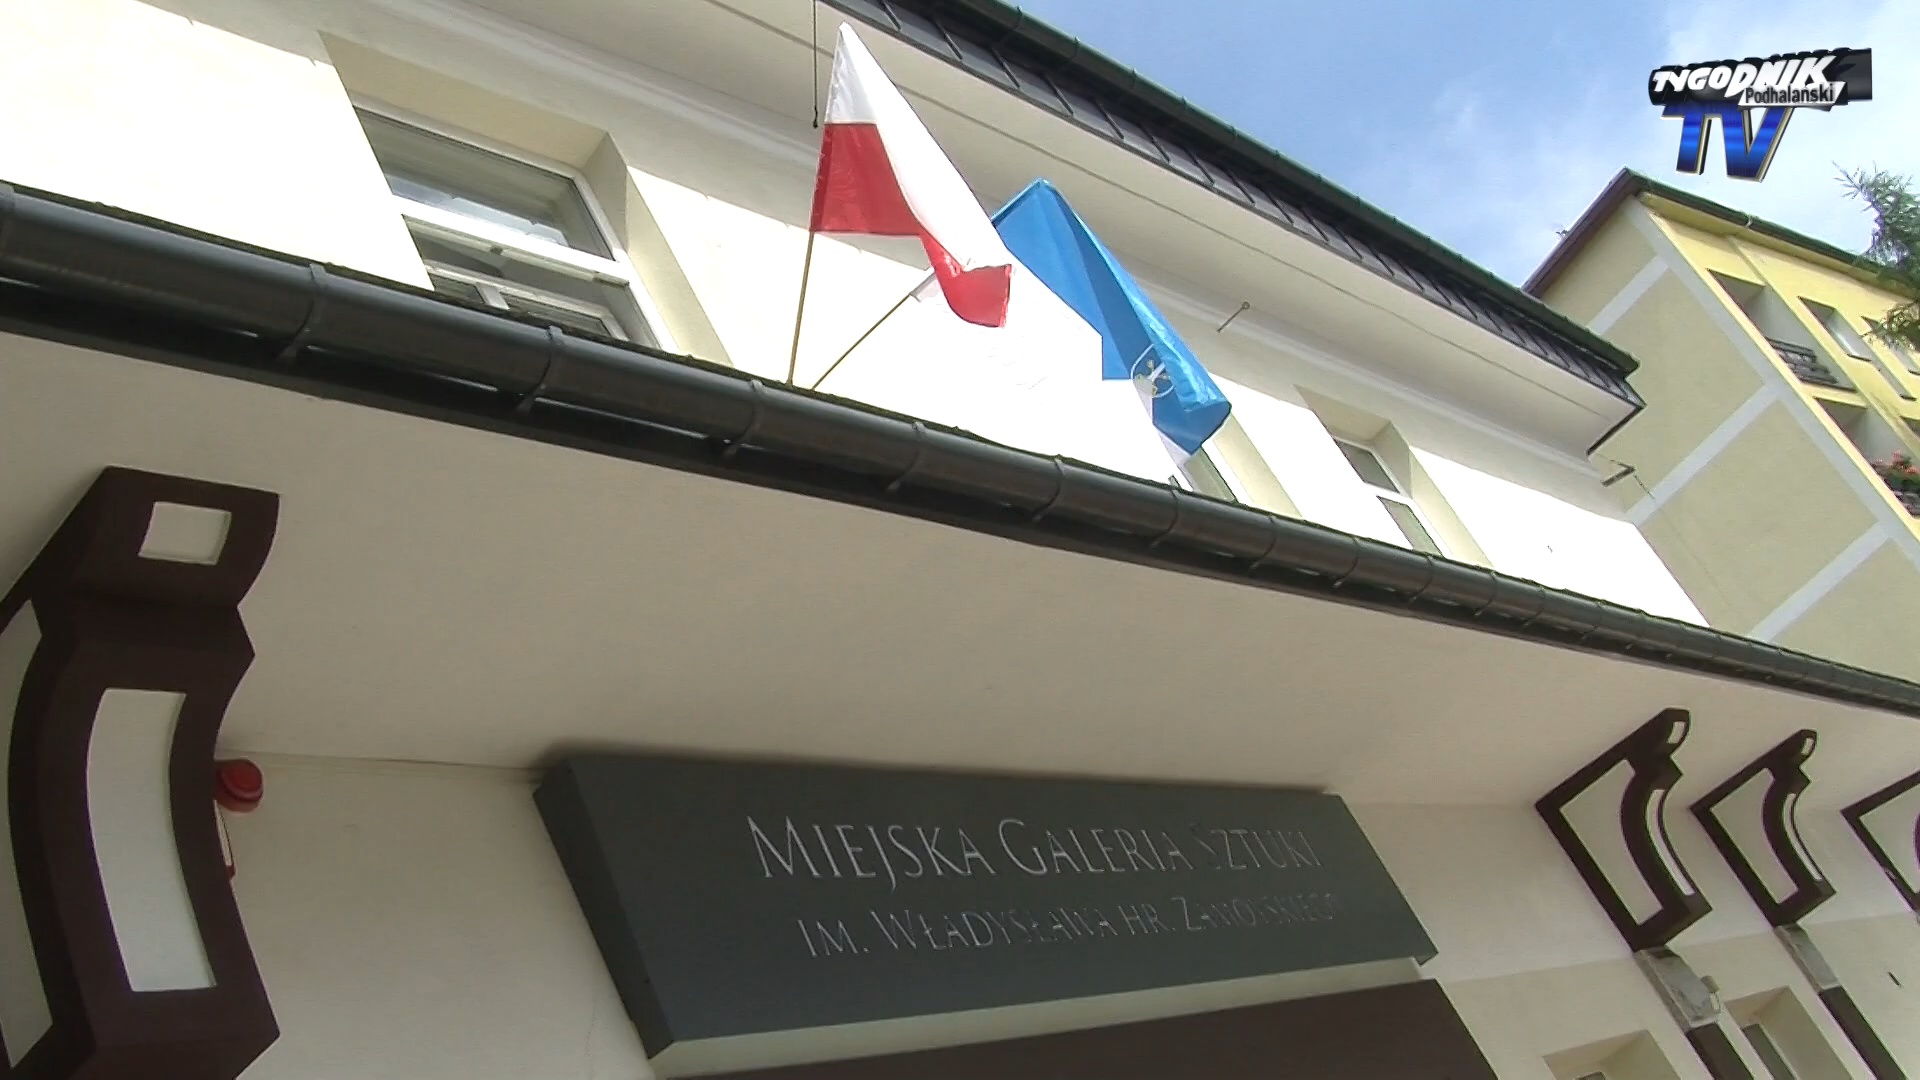 TYGODNIK
Podhalański
TV
MIEJSKA GALERIA SZTUKI
IM. WŁADYSŁAWA HR. ZAMOYSKIEGO